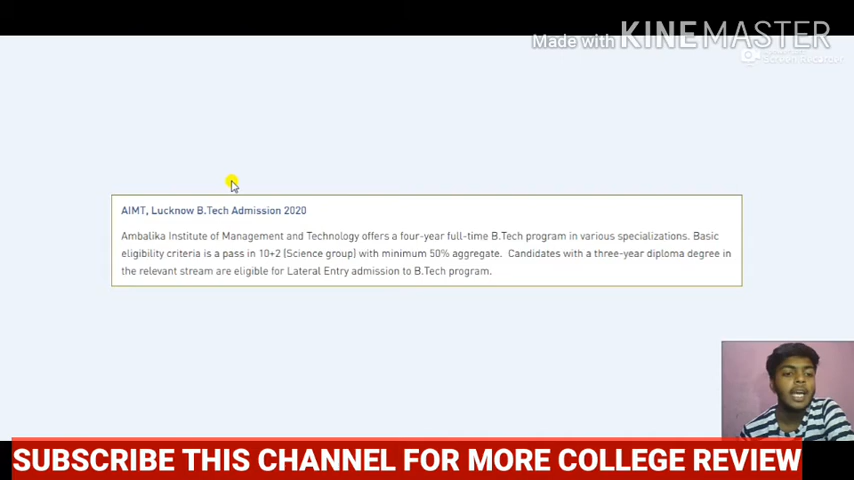 Made with KINEMASTER
Screen Recorder
AIMT, Lucknow B.Tech Admission 2020
Ambalika Institute of Management and Technology offers a four-year full-time B.Tech program in various specializations. Basic
eligibility criteria is a pass in 10+2 (Science group) with minimum 50% aggregate. Candidates with a three-year diploma degree in
the relevant stream are eligible for Lateral Entry admission to B.Tech program.
SUBSCRIBE THIS CHANNEL FOR MORE COLLEGE REVIEW